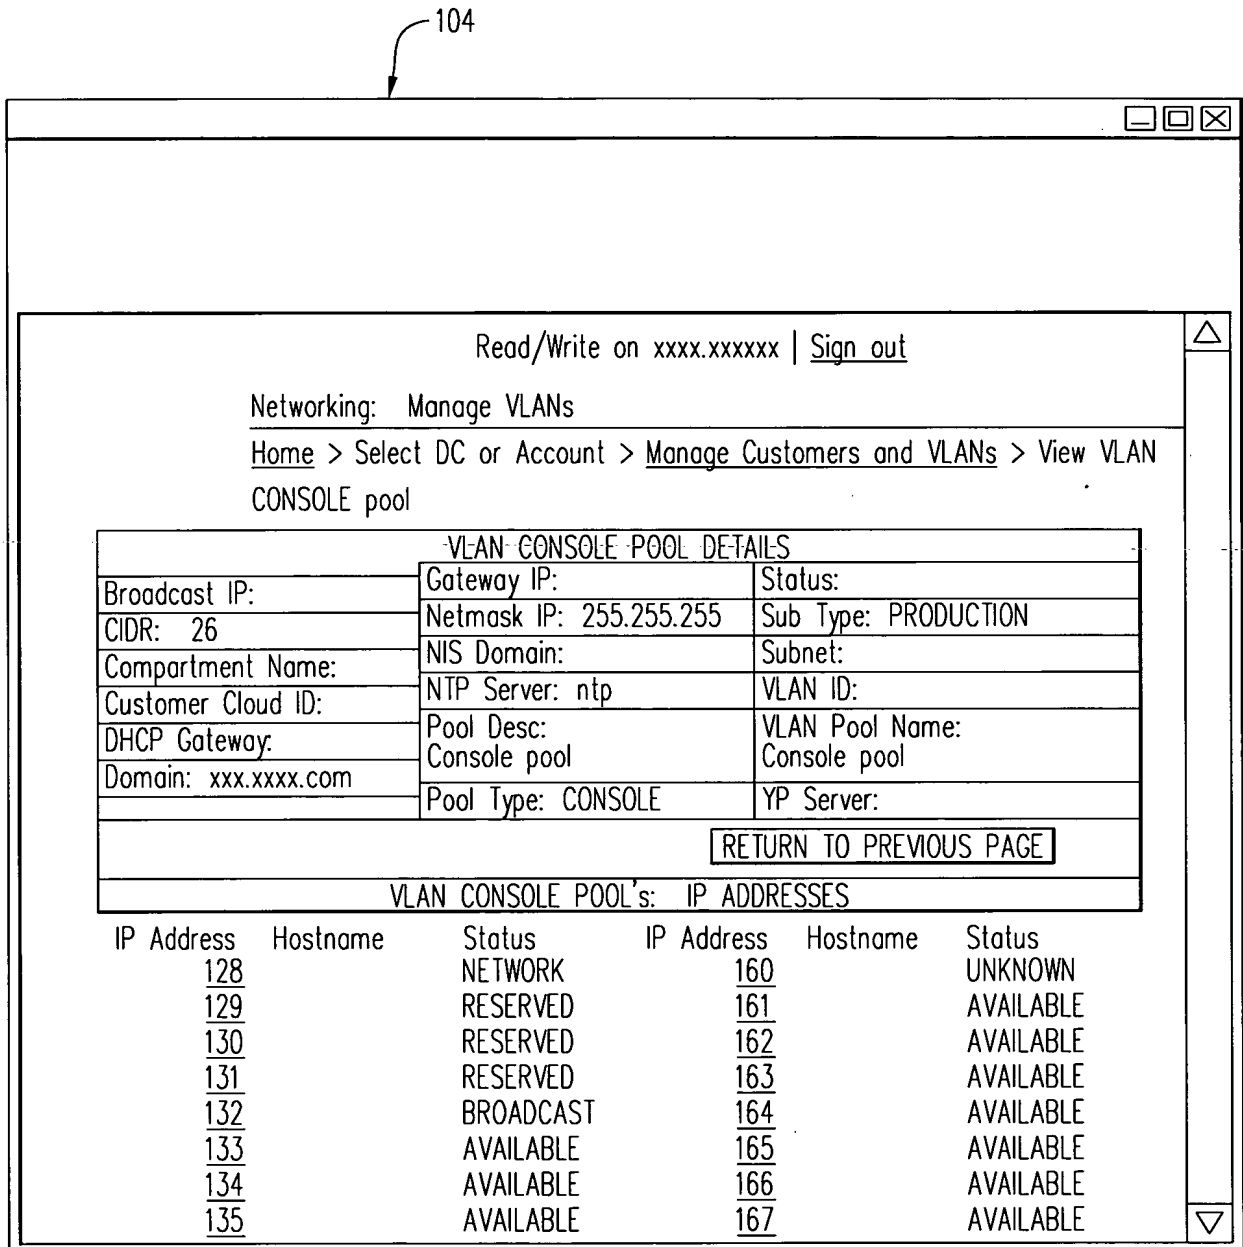 104
Read/Write on xxxx.xxxxxx | Sign out
Networking: Manage VLANs
Home > Select DC or Account > Manage Customers and VLANs > View VLAN
CONSOLE pool
VLAN CONSOLE POOL DETAILS
Broadcast IP:
CIDR: 26
Compartment Name:
Customer Cloud ID:
DHCP Gateway:
Domain: xxx.xxxx.com
Gateway IP:
Netmask IP: 255.255.255
NIS Domain:
NTP Server: ntp
Pool Desc:
Console pool
Pool Type: CONSOLE
Status:
Sub Type: PRODUCTION
Subnet:
VLAN ID:
VLAN Pool Name:
Console pool
YP Server:
RETURN TO PREVIOUS PAGE
VLAN CONSOLE POOL's: IP ADDRESSES
IP Address Hostname Status IP Address Hostname Status
128 NETWORK 160 UNKNOWN
129 RESERVED 161 AVAILABLE
130 RESERVED 162 AVAILABLE
131 RESERVED 163 AVAILABLE
132 BROADCAST 164 AVAILABLE
133 AVAILABLE 165 AVAILABLE
134 AVAILABLE 166 AVAILABLE
135 AVAILABLE 167 AVAILABLE